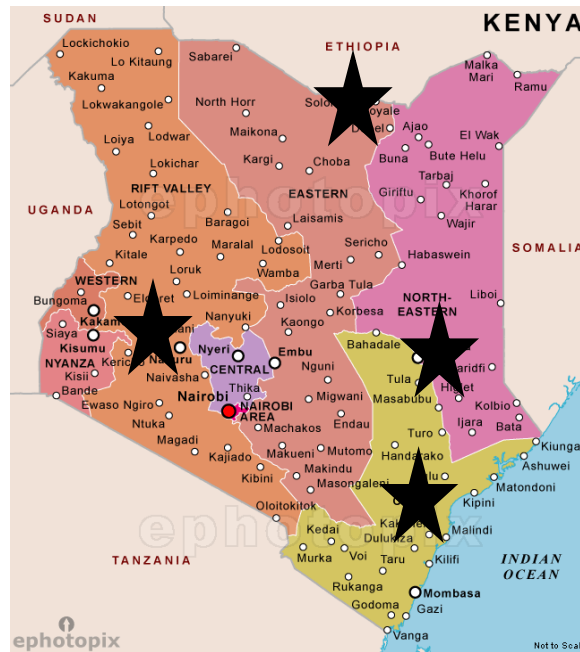 KENYA
SUDAN
ETHIOPIA
UGANDA
SOMALIA
TANZANIA
INDIAN
OCEAN
Lockichokio
Lo Kitaung
Kakuma
Lokwakangole
Lodwar
Loiya
Lokichar
RIFT VALLEY
Lotongot
Sebit
Kitale
Karpedo
Baragoi
Maralal
Loruk
Loiminange
Lodosoit
Wamba
Nanyuki
Sabarei
North Horr
Maikona
Kargi
Choba
EASTERN
Laisamis
Sericho
Merti
Garba Tula
Isiolo
Korbesa
Kaongo
Malka
Mari
Ramu
Ajao
El Wak
Buna
Bute Helu
Tarbaj
Giriftu
Khorof
Harar
Wajir
Habaswein
Liboi
NORTH-
EASTERN
Bahadale
Tula
Masabubu
Kolbio
Bata
Ijara
Turo
Handarako
Kiunga
Ashuwei
Matondoni
Kipini
Malindi
Kilifi
Dulukiza
Taru
Kedai
Voi
Murka
Rukanga
Mombasa
Godoma
Gazi
Vanga
WESTERN
Bungoma
Siaya
Kisumu
NYANZA
Kisii
Bande
Naivasha
Ewaso Ngiro
Ntuka
Magadi
Kajiado
Kibini
Oloitokitok
Nyeri
CENTRAL
Embu
Thika
Nairobi
NAIROBI
AREA
Nguni
Migwani
Endau
Machakos
Mutomo
Makueni
Makindu
Masongaleni
ephotopix
ephotopix
ephotopix
Not to Scal